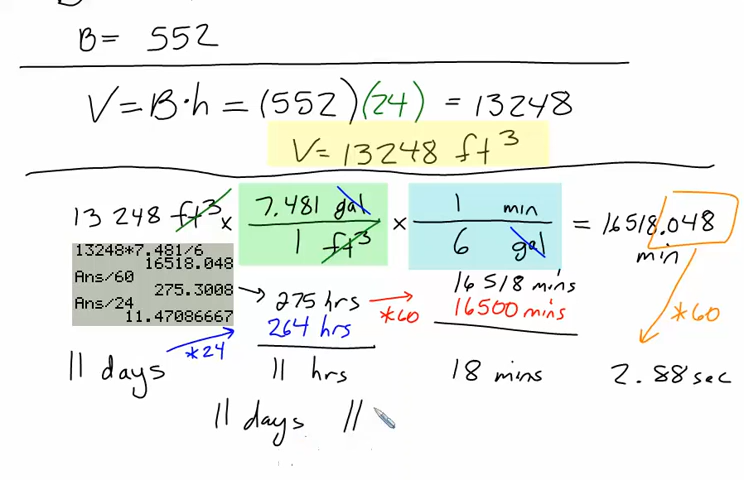 B = 552
V = B·h = (552)(24) = 13248
V = 13248 ft³
13 248 ft³ x 7.481 gal / 1 ft³ x 1 min / 6 gal = 16518.048 min
13248*7.481/6
16518.048
Ans/60
275.3008
Ans/24
11.47086667
→ 275 hrs
*60
16518 mins
264 hrs
16500 mins
*60
*24
11 days
11 hrs
18 mins
2.88 sec
11 days 11